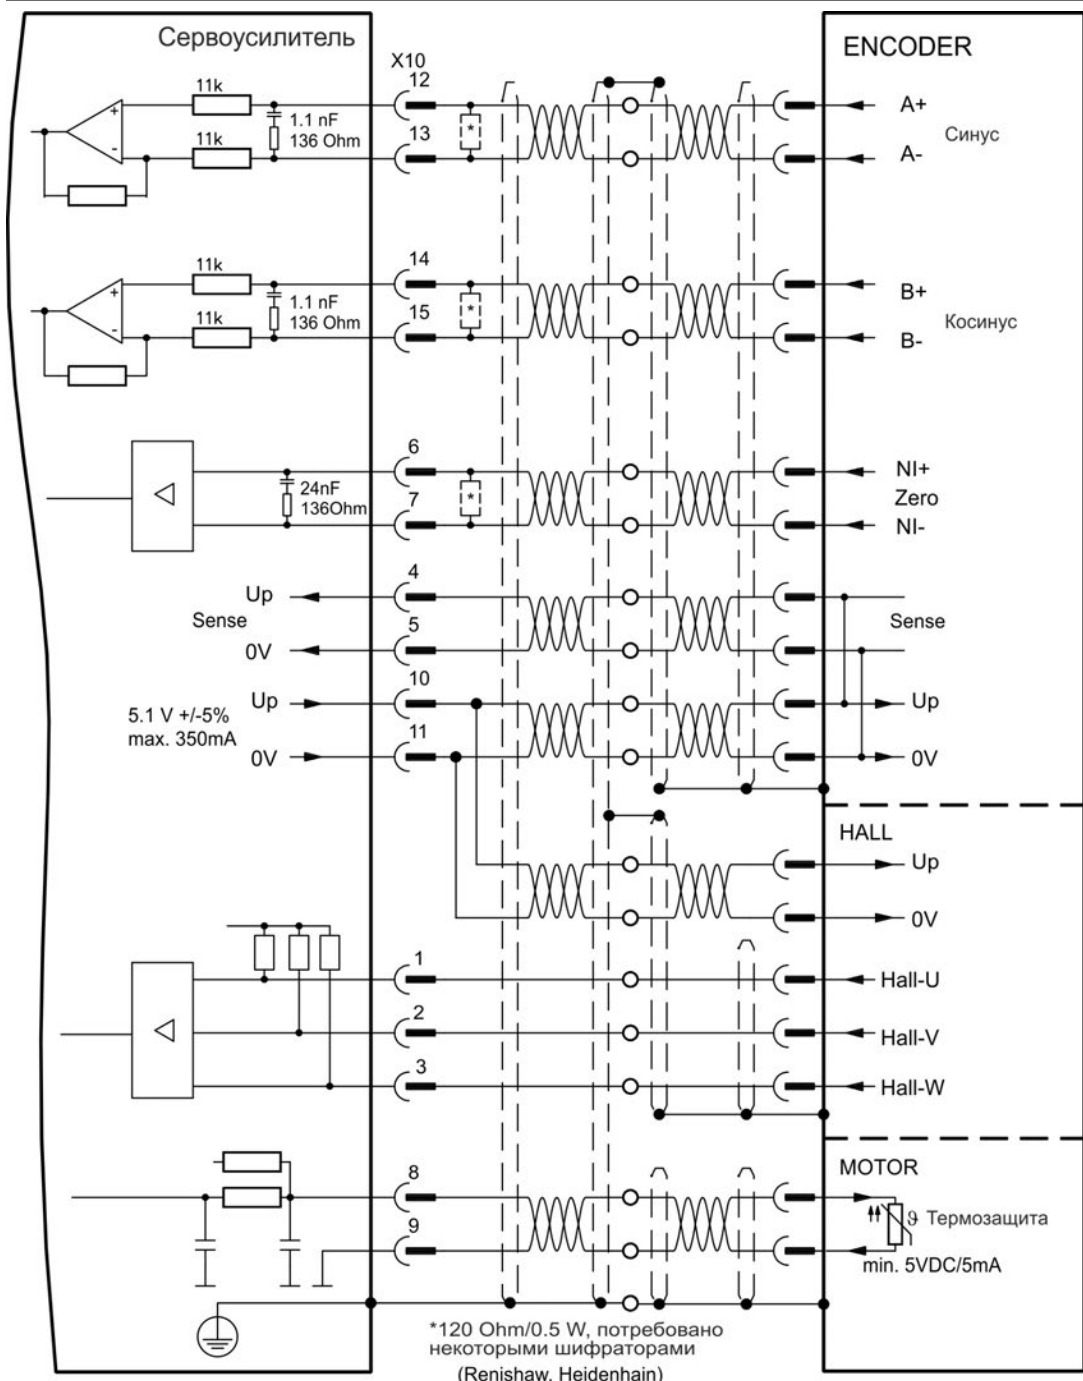 Сервоусилитель
X10
ENCODER
12
11k
+
1.1 nF
136 Ohm
*
A+
Синус
13
11k
-
A-
14
11k
+
1.1 nF
136 Ohm
*
B+
Косинус
15
11k
-
B-
6
NI+
24nF
136Ohm
*
Zero
7
NI-
4
Up
Sense
Sense
5
0V
10
Up
Up
5.1 V +/-5%
max. 350mA
11
0V
0V
HALL
Up
0V
1
Hall-U
2
Hall-V
3
Hall-W
MOTOR
8
ϑ Термозащита
9
min. 5VDC/5mA
*120 Ohm/0.5 W, потребовано
некоторыми шифраторами
(Renishaw, Heidenhain)